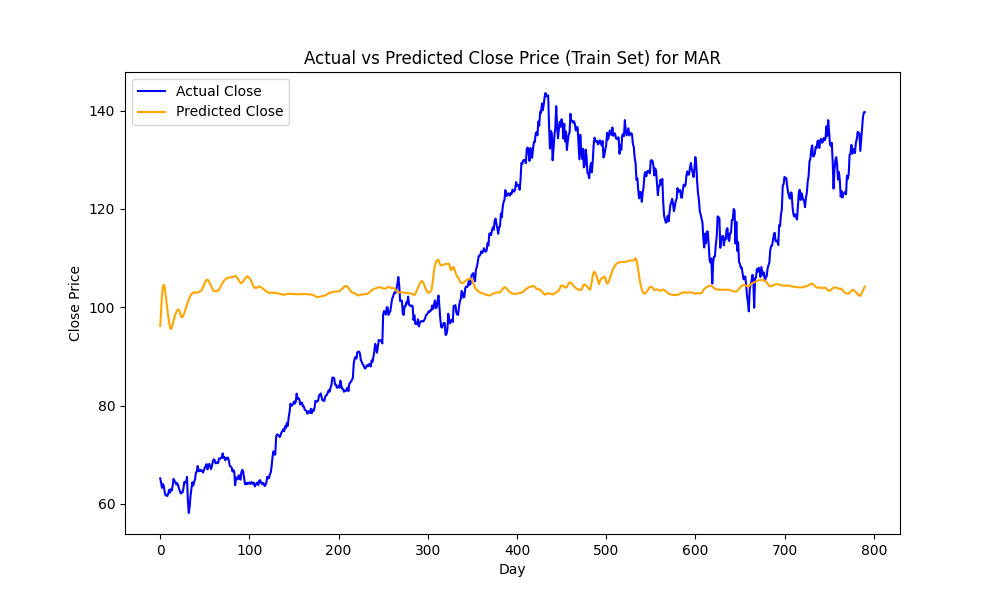 Actual vs Predicted Close Price (Train Set) for MAR
Actual Close
Predicted Close
140
120
100
80
60
Close Price
0 100 200 300 400 500 600 700 800
Day